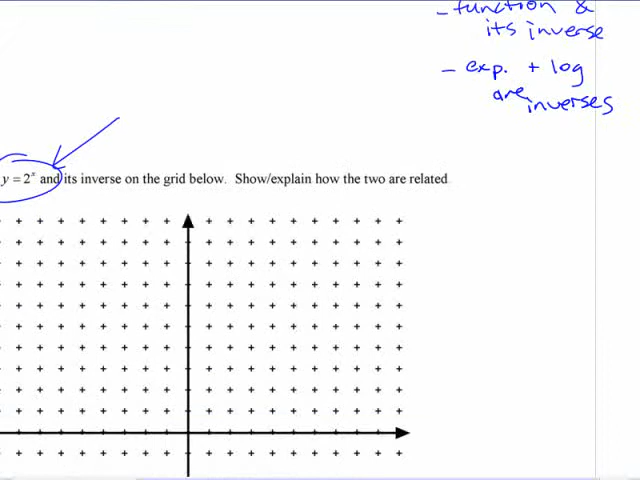 - function &
its inverse
- exp. + log
are inverses
y = 2ˣ and its inverse on the grid below. Show/explain how the two are related